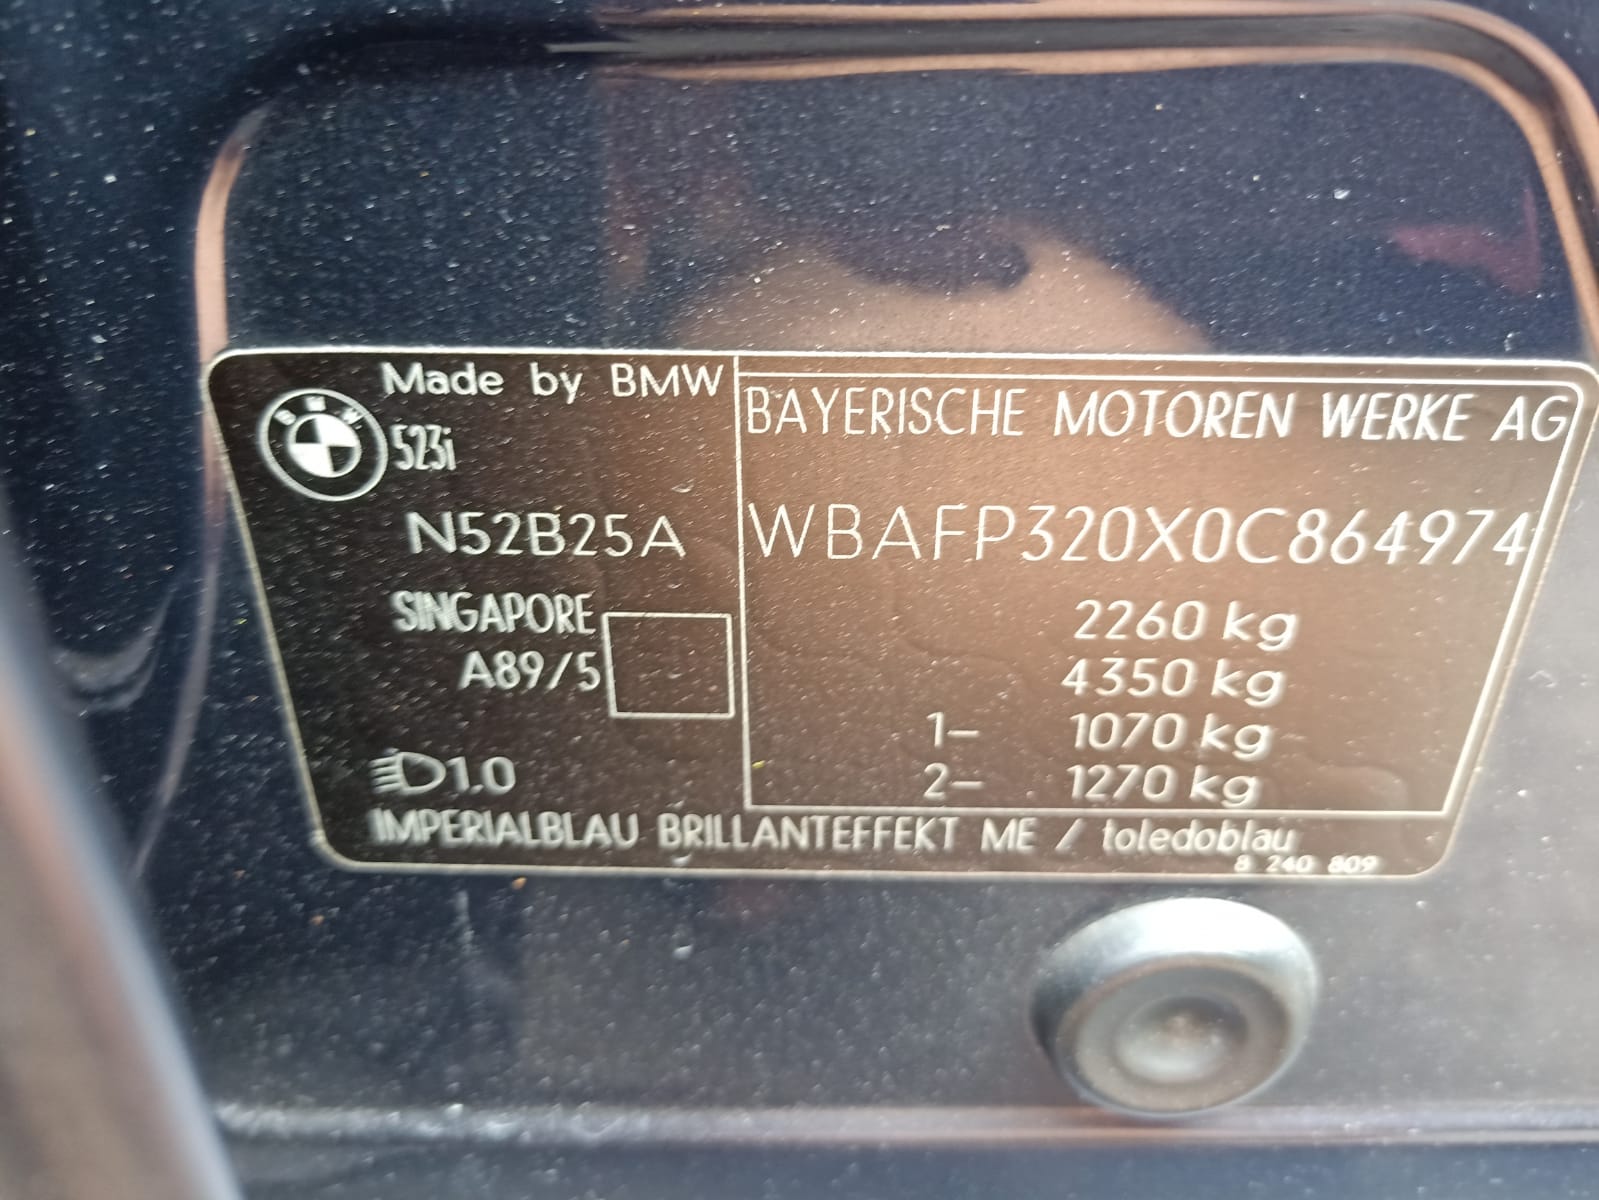 Made by BMW
BMW
523i
N52B25A
SINGAPORE
A89/5
1.0
BAYERISCHE MOTOREN WERKE AG
WBAFP320X0C864974
2260 kg
4350 kg
1- 1070 kg
2- 1270 kg
IMPERIALBLAU BRILLANTEFFEKT ME / toledoblau
8 240 809